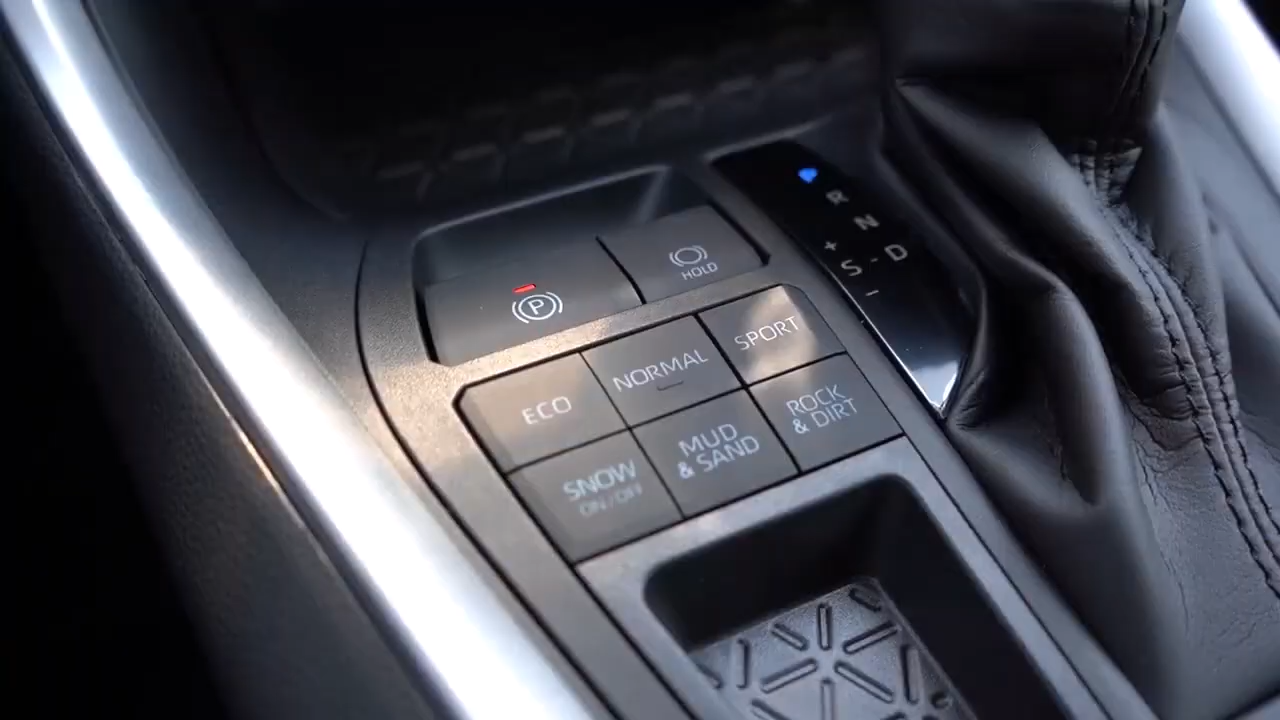 R
N
+
S - D
−
HOLD
P
ECO
NORMAL
SPORT
SNOW
ON/OFF
MUD
& SAND
ROCK
& DIRT